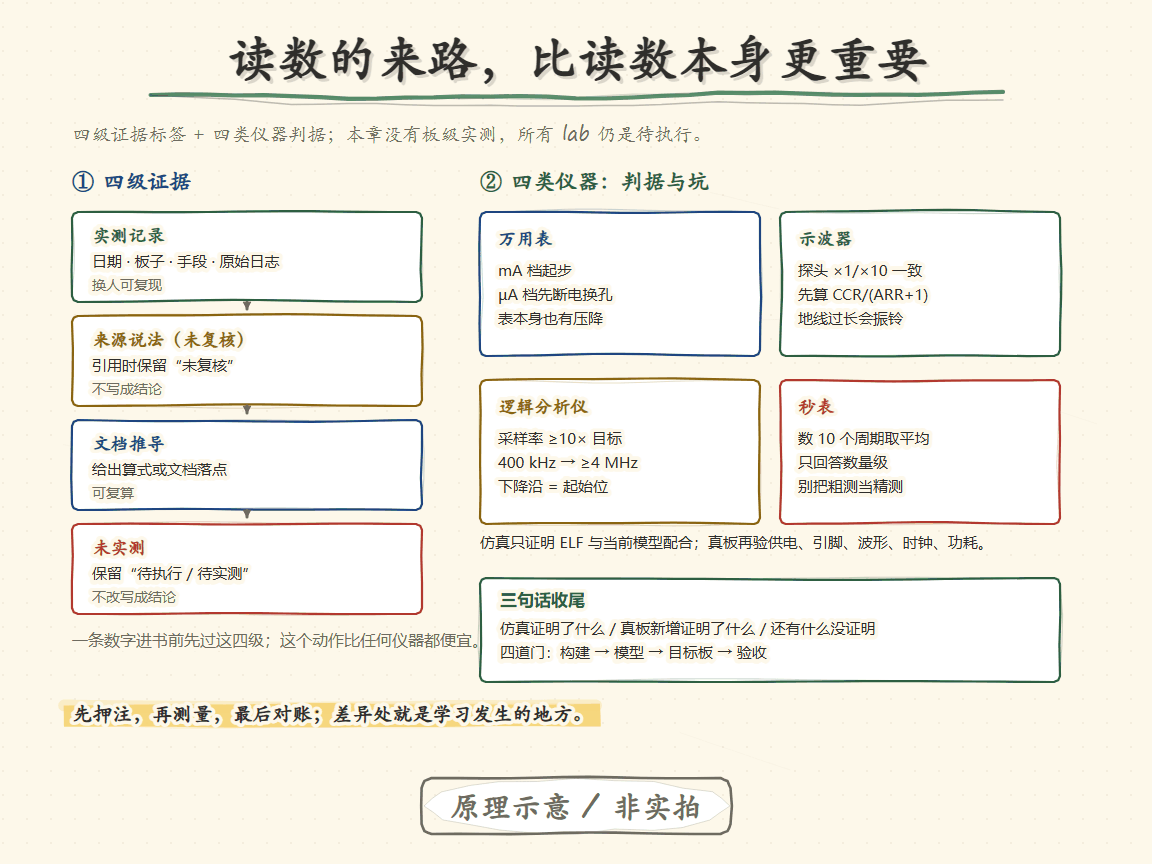 读数的来路，比读数本身更重要
四级证据标签 + 四类仪器判据；本章没有板级实测，所有 lab 仍是待执行。
① 四级证据
实测记录
日期 · 板子 · 手段 · 原始日志
换人可复现
来源说法（未复核）
引用时保留“未复核”
不写成结论
文档推导
给出算式或文档落点
可复算
未实测
保留“待执行 / 待实测”
不改写成结论
一条数字进书前先过这四级；这个动作比任何仪器都便宜。
② 四类仪器：判据与坑
万用表
mA 档起步
μA 档先断电换孔
表本身也有压降
示波器
探头 ×1/×10 一致
先算 CCR/(ARR+1)
地线过长会振铃
逻辑分析仪
采样率 ≥10× 目标
400 kHz → ≥4 MHz
下降沿 = 起始位
秒表
数 10 个周期取平均
只回答数量级
别把粗测当精测
仿真只证明 ELF 与当前模型配合；真板再验供电、引脚、波形、时钟、功耗。
三句话收尾
仿真证明了什么 / 真板新增证明了什么 / 还有什么没证明
四道门：构建 → 模型 → 目标板 → 验收
先押注，再测量，最后对账；差异处就是学习发生的地方。
原理示意 / 非实拍